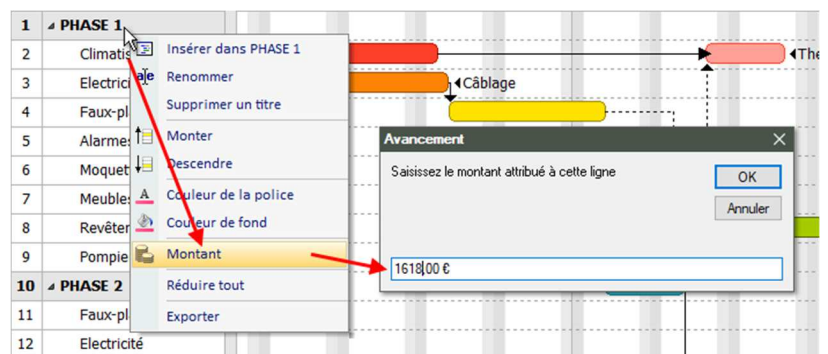 1 PHASE 1
2 Climatis
3 Electrici
4 Faux-pl
5 Alarmes
6 Moquet
7 Meubles
8 Revêter
9 Pompie
10 PHASE 2
11 Faux-pl
12 Electricité
Insérer dans PHASE 1
Renommer
Supprimer un titre
Monter
Descendre
Couleur de la police
Couleur de fond
Montant
Réduire tout
Exporter
Câblage
The
Avancement
Saisissez le montant attribué à cette ligne
OK
Annuler
1618,00 €